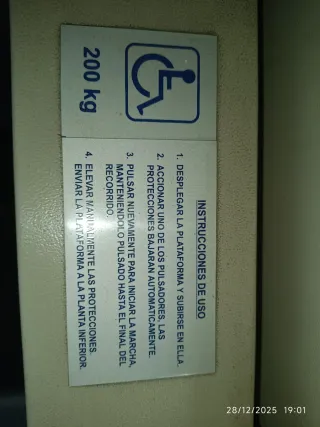 200 kg
INSTRUCCIONES DE USO
1. DESPLEGAR LA PLATAFORMA Y SUBIRSE EN ELLA.
2. ACCIONAR UNO DE LOS PULSADORES, LAS
PROTECCIONES BAJARAN AUTOMATICAMENTE.
3. PULSAR NUEVAMENTE PARA INICIAR LA MARCHA,
MANTENIENDOLO PULSADO HASTA EL FINAL DEL
RECORRIDO.
4. ELEVAR MANUALMENTE LAS PROTECCIONES.
ENVIAR LA PLATAFORMA A LA PLANTA INFERIOR.
28/12/2025 19:01